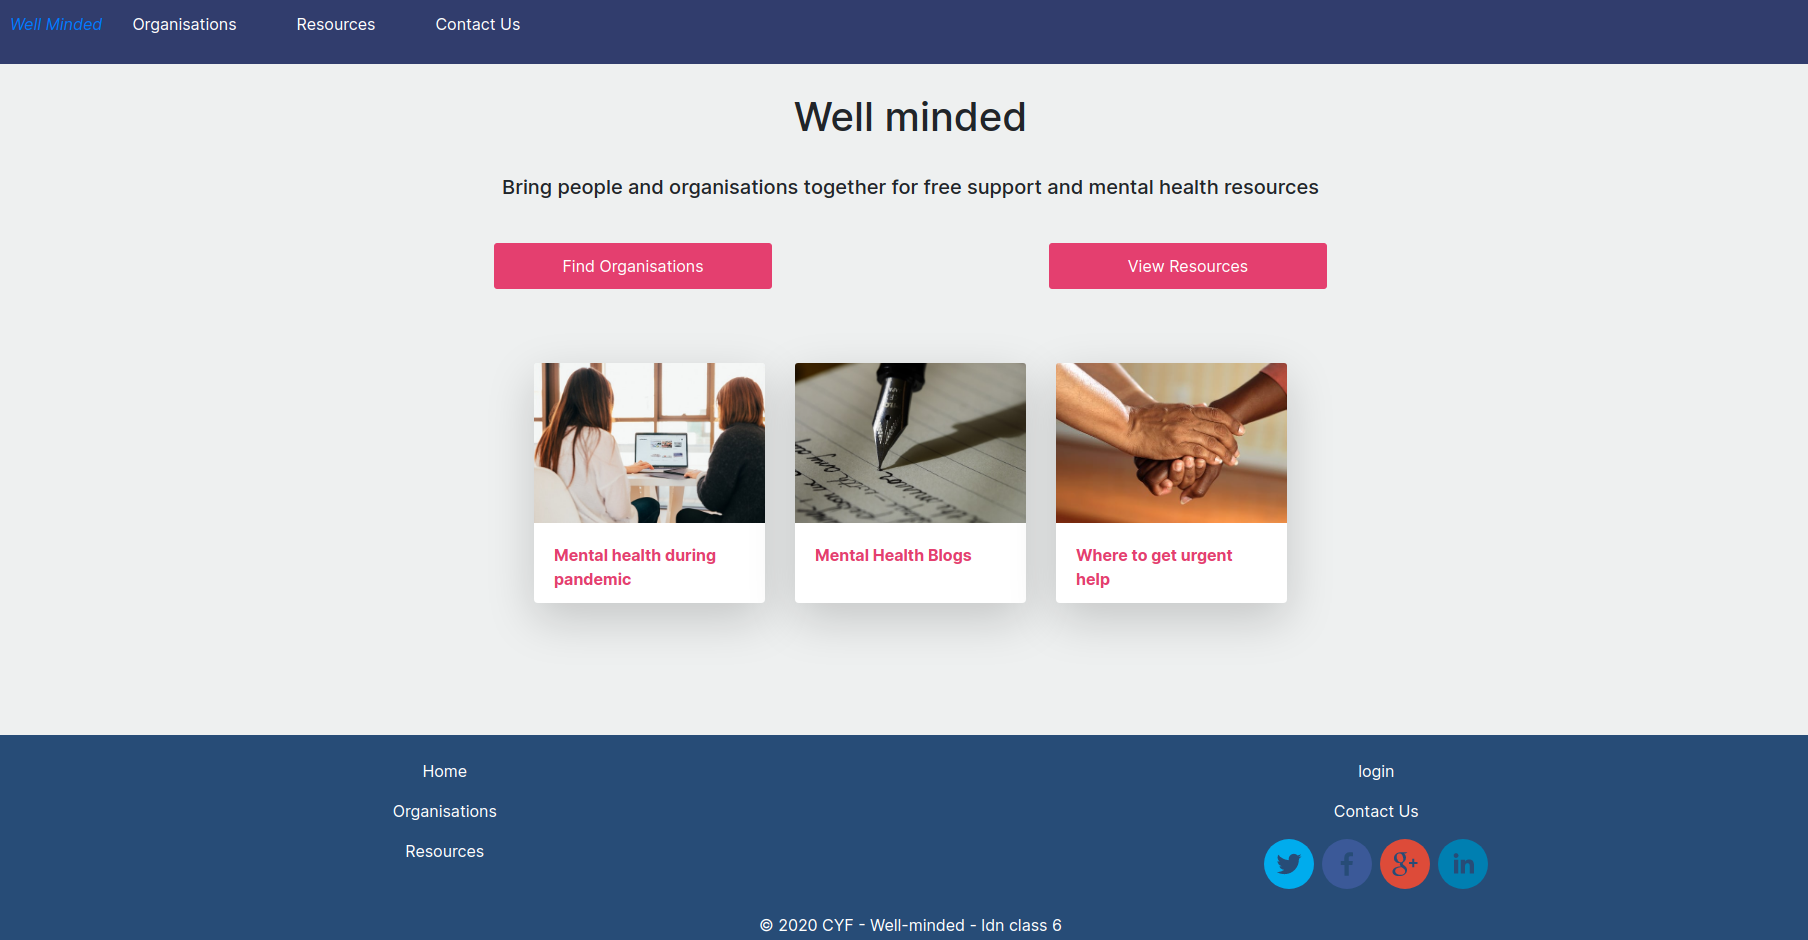 Well Minded Organisations Resources Contact Us
Well minded
Bring people and organisations together for free support and mental health resources
Find Organisations View Resources
Mental health during
pandemic
Mental Health Blogs
Where to get urgent
help
Home
Organisations
Resources
login
Contact Us
© 2020 CYF - Well-minded - ldn class 6